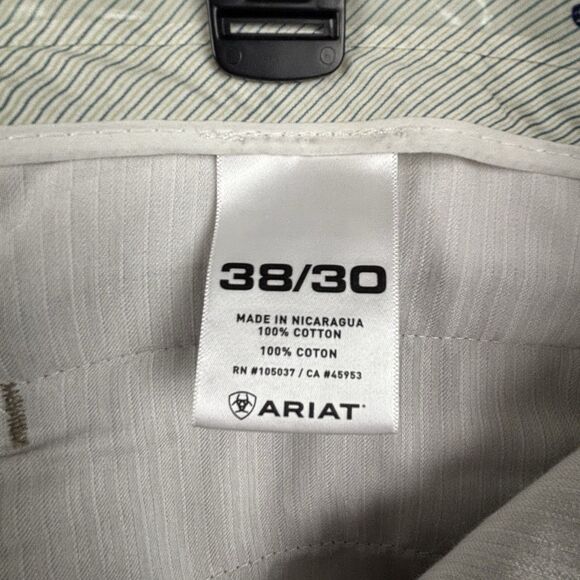 38/30
MADE IN NICARAGUA
100% COTTON
100% COTON
RN #105037 / CA #45953
ARIAT